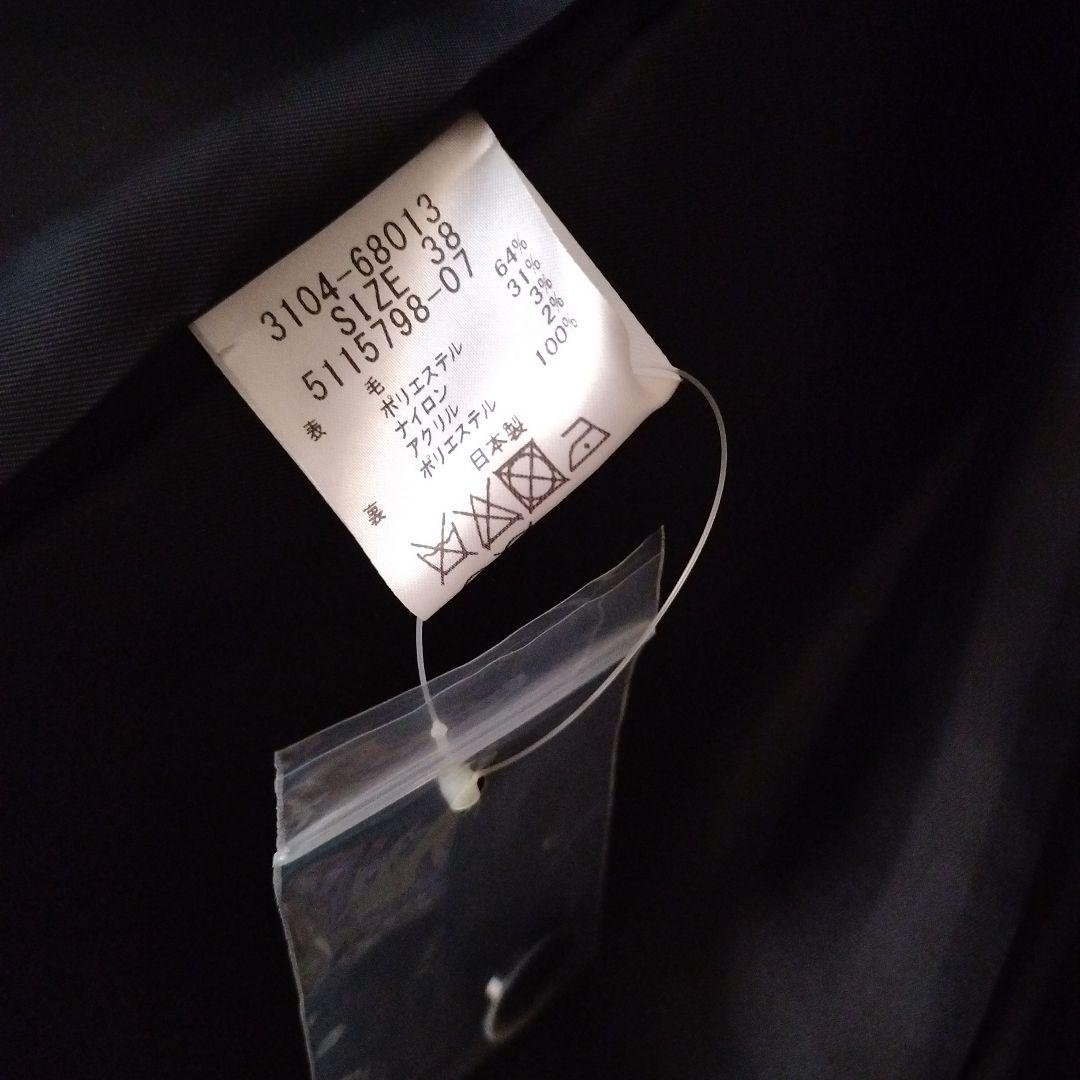 3104-68013
SIZE 38
5115798-07
表 毛 64%
ポリエステル 31%
ナイロン 3%
アクリル 2%
裏 ポリエステル 100%
日本製